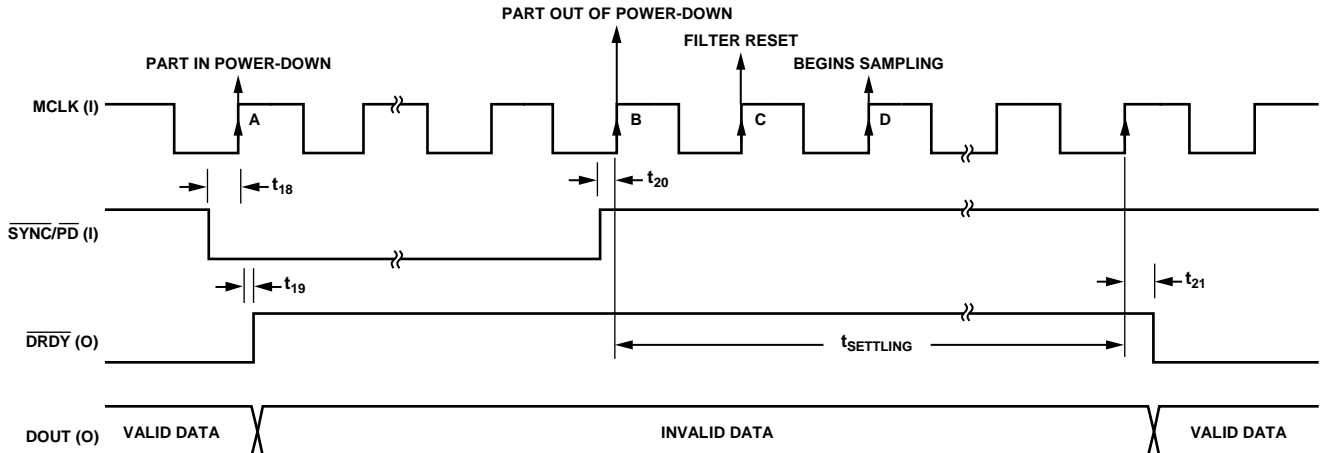 PART OUT OF POWER-DOWN
FILTER RESET
PART IN POWER-DOWN
BEGINS SAMPLING
MCLK (I)
A
B
C
D
t18
t20
SYNC/PD (I)
t19
t21
DRDY (O)
tSETTLING
DOUT (O)
VALID DATA
INVALID DATA
VALID DATA